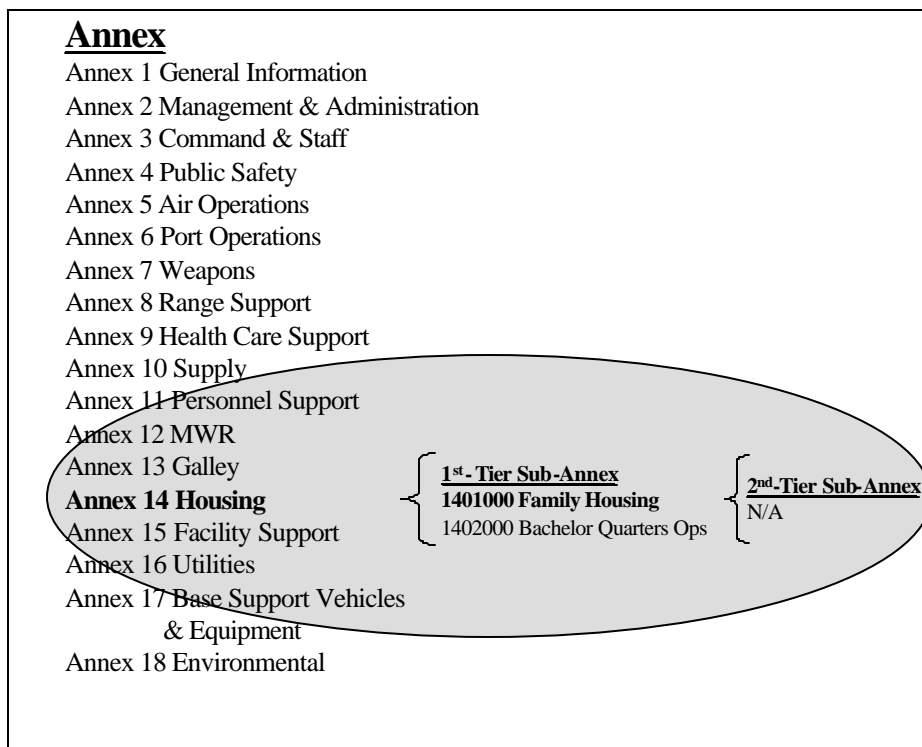 Annex
Annex 1 General Information
Annex 2 Management & Administration
Annex 3 Command & Staff
Annex 4 Public Safety
Annex 5 Air Operations
Annex 6 Port Operations
Annex 7 Weapons
Annex 8 Range Support
Annex 9 Health Care Support
Annex 10 Supply
Annex 11 Personnel Support
Annex 12 MWR
Annex 13 Galley
Annex 14 Housing
Annex 15 Facility Support
Annex 16 Utilities
Annex 17 Base Support Vehicles
& Equipment
Annex 18 Environmental
1st- Tier Sub-Annex
1401000 Family Housing
1402000 Bachelor Quarters Ops
2nd-Tier Sub-Annex
N/A